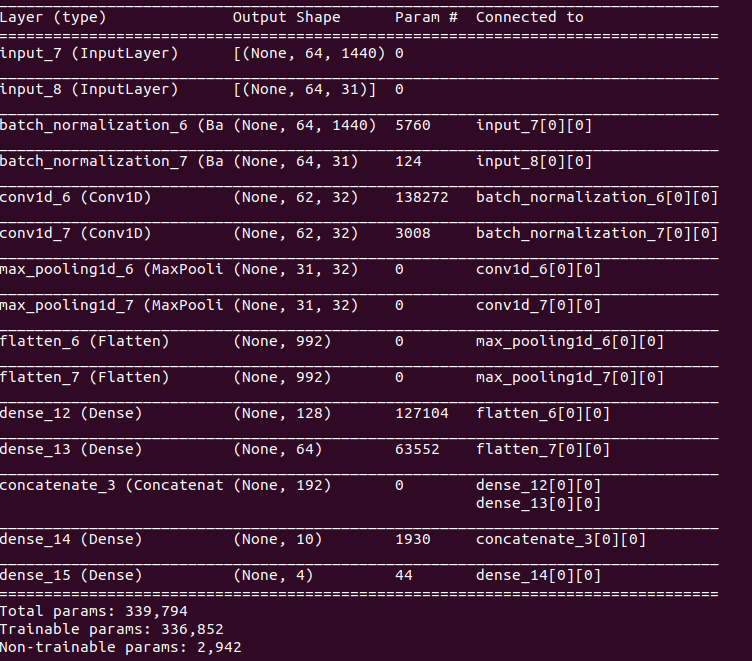 Layer (type) Output Shape Param # Connected to
==================================================================================================
input_7 (InputLayer) [(None, 64, 1440) 0
input_8 (InputLayer) [(None, 64, 31)] 0
batch_normalization_6 (Ba (None, 64, 1440) 5760 input_7[0][0]
batch_normalization_7 (Ba (None, 64, 31) 124 input_8[0][0]
conv1d_6 (Conv1D) (None, 62, 32) 138272 batch_normalization_6[0][0]
conv1d_7 (Conv1D) (None, 62, 32) 3008 batch_normalization_7[0][0]
max_pooling1d_6 (MaxPooli (None, 31, 32) 0 conv1d_6[0][0]
max_pooling1d_7 (MaxPooli (None, 31, 32) 0 conv1d_7[0][0]
flatten_6 (Flatten) (None, 992) 0 max_pooling1d_6[0][0]
flatten_7 (Flatten) (None, 992) 0 max_pooling1d_7[0][0]
dense_12 (Dense) (None, 128) 127104 flatten_6[0][0]
dense_13 (Dense) (None, 64) 63552 flatten_7[0][0]
concatenate_3 (Concatenat (None, 192) 0 dense_12[0][0]
dense_13[0][0]
dense_14 (Dense) (None, 10) 1930 concatenate_3[0][0]
dense_15 (Dense) (None, 4) 44 dense_14[0][0]
==================================================================================================
Total params: 339,794
Trainable params: 336,852
Non-trainable params: 2,942